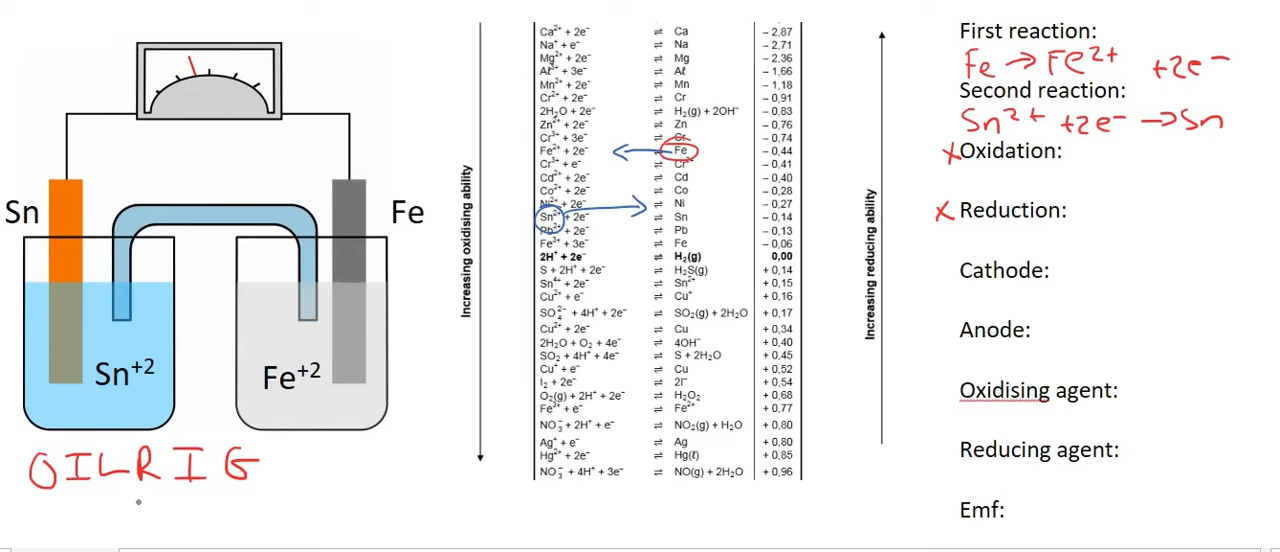 Sn
Fe
Sn+2
Fe+2
OILRIG
Increasing oxidising ability
Ca2+ + 2e− ⇌ Ca − 2,87
Na+ + e− ⇌ Na − 2,71
Mg2+ + 2e− ⇌ Mg − 2,36
Aℓ3+ + 3e− ⇌ Aℓ − 1,66
Mn2+ + 2e− ⇌ Mn − 1,18
Cr2+ + 2e− ⇌ Cr − 0,91
2H2O + 2e− ⇌ H2(g) + 2OH− − 0,83
Zn2+ + 2e− ⇌ Zn − 0,76
Cr3+ + 3e− ⇌ Cr − 0,74
Fe2+ + 2e− ⇌ Fe − 0,44
Cr3+ + e− ⇌ Cr2+ − 0,41
Cd2+ + 2e− ⇌ Cd − 0,40
Co2+ + 2e− ⇌ Co − 0,28
Ni2+ + 2e− ⇌ Ni − 0,27
Sn2+ + 2e− ⇌ Sn − 0,14
Pb2+ + 2e− ⇌ Pb − 0,13
Fe3+ + 3e− ⇌ Fe − 0,06
2H+ + 2e− ⇌ H2(g) 0,00
S + 2H+ + 2e− ⇌ H2S(g) + 0,14
Sn4+ + 2e− ⇌ Sn2+ + 0,15
Cu2+ + e− ⇌ Cu+ + 0,16
SO42− + 4H+ + 2e− ⇌ SO2(g) + 2H2O + 0,17
Cu2+ + 2e− ⇌ Cu + 0,34
2H2O + O2 + 4e− ⇌ 4OH− + 0,40
SO2 + 4H+ + 4e− ⇌ S + 2H2O + 0,45
Cu+ + e− ⇌ Cu + 0,52
I2 + 2e− ⇌ 2I− + 0,54
O2(g) + 2H+ + 2e− ⇌ H2O2 + 0,68
Fe3+ + e− ⇌ Fe2+ + 0,77
NO3− + 2H+ + e− ⇌ NO2(g) + H2O + 0,80
Ag+ + e− ⇌ Ag + 0,80
Hg2+ + 2e− ⇌ Hg(ℓ) + 0,85
NO3− + 4H+ + 3e− ⇌ NO(g) + 2H2O + 0,96
Increasing reducing ability
First reaction:
Fe → Fe2+ +2e−
Second reaction:
Sn2+ +2e− → Sn
x Oxidation:
x Reduction:
Cathode:
Anode:
Oxidising agent:
Reducing agent:
Emf: